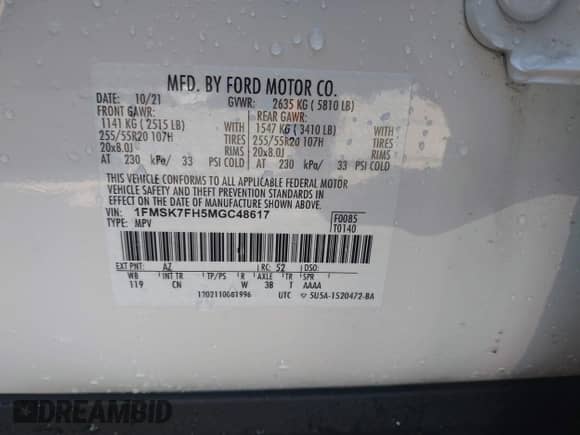 MFD. BY FORD MOTOR CO.
DATE: 10/21 GVWR: 2635 KG ( 5810 LB)
FRONT GAWR: REAR GAWR:
1141 KG ( 2515 LB) WITH 1547 KG ( 3410 LB) WITH
255/55R20 107H TIRES 255/55R20 107H TIRES
20x8.0J RIMS 20x8.0J RIMS
AT 230 kPa/ 33 PSI COLD AT 230 kPa/ 33 PSI COLD
THIS VEHICLE CONFORMS TO ALL APPLICABLE FEDERAL MOTOR
VEHICLE SAFETY AND THEFT PREVENTION STANDARDS IN
EFFECT ON THE DATE OF MANUFACTURE SHOWN ABOVE.
VIN: 1FMSK7FH5MGC48617 F0085
TYPE: MPV T0140
EXT PNT: AZ RC: 52 DSO:
WB INT TR TP/PS R AXLE TR SPR
119 CN W 3B 1 AAAA
UTC 5U5A-1520472-BA
DREAMBID